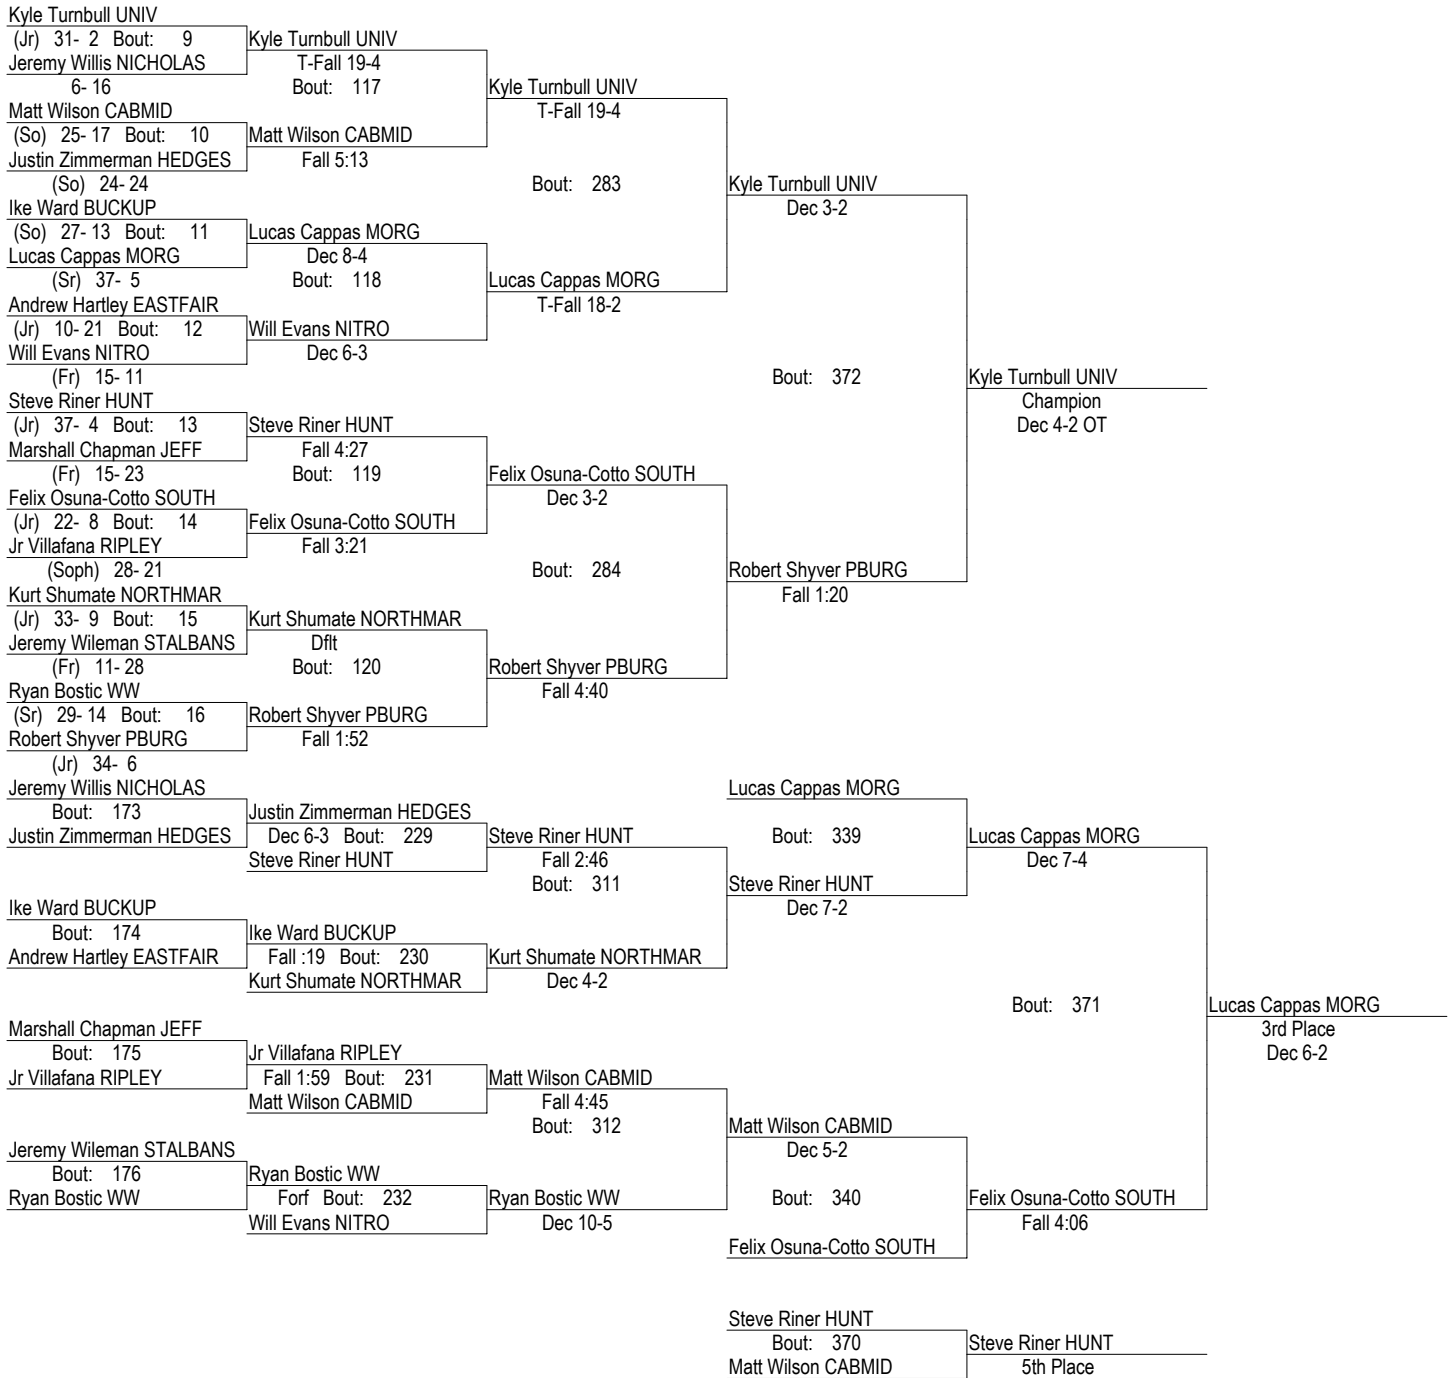 Kyle Turnbull UNIV
(Jr) 31- 2 Bout: 9 Kyle Turnbull UNIV
Jeremy Willis NICHOLAS T-Fall 19-4
6- 16 Bout: 117 Kyle Turnbull UNIV
Matt Wilson CABMID T-Fall 19-4
(So) 25- 17 Bout: 10 Matt Wilson CABMID
Justin Zimmerman HEDGES Fall 5:13
(So) 24- 24 Bout: 283 Kyle Turnbull UNIV
Ike Ward BUCKUP Dec 3-2
(So) 27- 13 Bout: 11 Lucas Cappas MORG
Lucas Cappas MORG Dec 8-4
(Sr) 37- 5 Bout: 118 Lucas Cappas MORG
Andrew Hartley EASTFAIR T-Fall 18-2
(Jr) 10- 21 Bout: 12 Will Evans NITRO
Will Evans NITRO Dec 6-3
(Fr) 15- 11 Bout: 372 Kyle Turnbull UNIV
Steve Riner HUNT Champion
(Jr) 37- 4 Bout: 13 Steve Riner HUNT Dec 4-2 OT
Marshall Chapman JEFF Fall 4:27
(Fr) 15- 23 Bout: 119 Felix Osuna-Cotto SOUTH
Felix Osuna-Cotto SOUTH Dec 3-2
(Jr) 22- 8 Bout: 14 Felix Osuna-Cotto SOUTH
Jr Villafana RIPLEY Fall 3:21
(Soph) 28- 21 Bout: 284 Robert Shyver PBURG
Kurt Shumate NORTHMAR Fall 1:20
(Jr) 33- 9 Bout: 15 Kurt Shumate NORTHMAR
Jeremy Wileman STALBANS Dflt
(Fr) 11- 28 Bout: 120 Robert Shyver PBURG
Ryan Bostic WW Fall 4:40
(Sr) 29- 14 Bout: 16 Robert Shyver PBURG
Robert Shyver PBURG Fall 1:52
(Jr) 34- 6
Jeremy Willis NICHOLAS Lucas Cappas MORG
Bout: 173 Justin Zimmerman HEDGES
Justin Zimmerman HEDGES Dec 6-3 Bout: 229 Steve Riner HUNT Bout: 339 Lucas Cappas MORG
Steve Riner HUNT Fall 2:46 Dec 7-4
Bout: 311 Steve Riner HUNT
Ike Ward BUCKUP Dec 7-2
Bout: 174 Ike Ward BUCKUP
Andrew Hartley EASTFAIR Fall :19 Bout: 230 Kurt Shumate NORTHMAR
Kurt Shumate NORTHMAR Dec 4-2
Bout: 371 Lucas Cappas MORG
Marshall Chapman JEFF 3rd Place
Bout: 175 Jr Villafana RIPLEY Dec 6-2
Jr Villafana RIPLEY Fall 1:59 Bout: 231 Matt Wilson CABMID
Matt Wilson CABMID Fall 4:45
Bout: 312 Matt Wilson CABMID
Jeremy Wileman STALBANS Dec 5-2
Bout: 176 Ryan Bostic WW
Ryan Bostic WW Forf Bout: 232 Ryan Bostic WW Bout: 340 Felix Osuna-Cotto SOUTH
Will Evans NITRO Dec 10-5 Fall 4:06
Felix Osuna-Cotto SOUTH
Steve Riner HUNT
Bout: 370 Steve Riner HUNT
Matt Wilson CABMID 5th Place